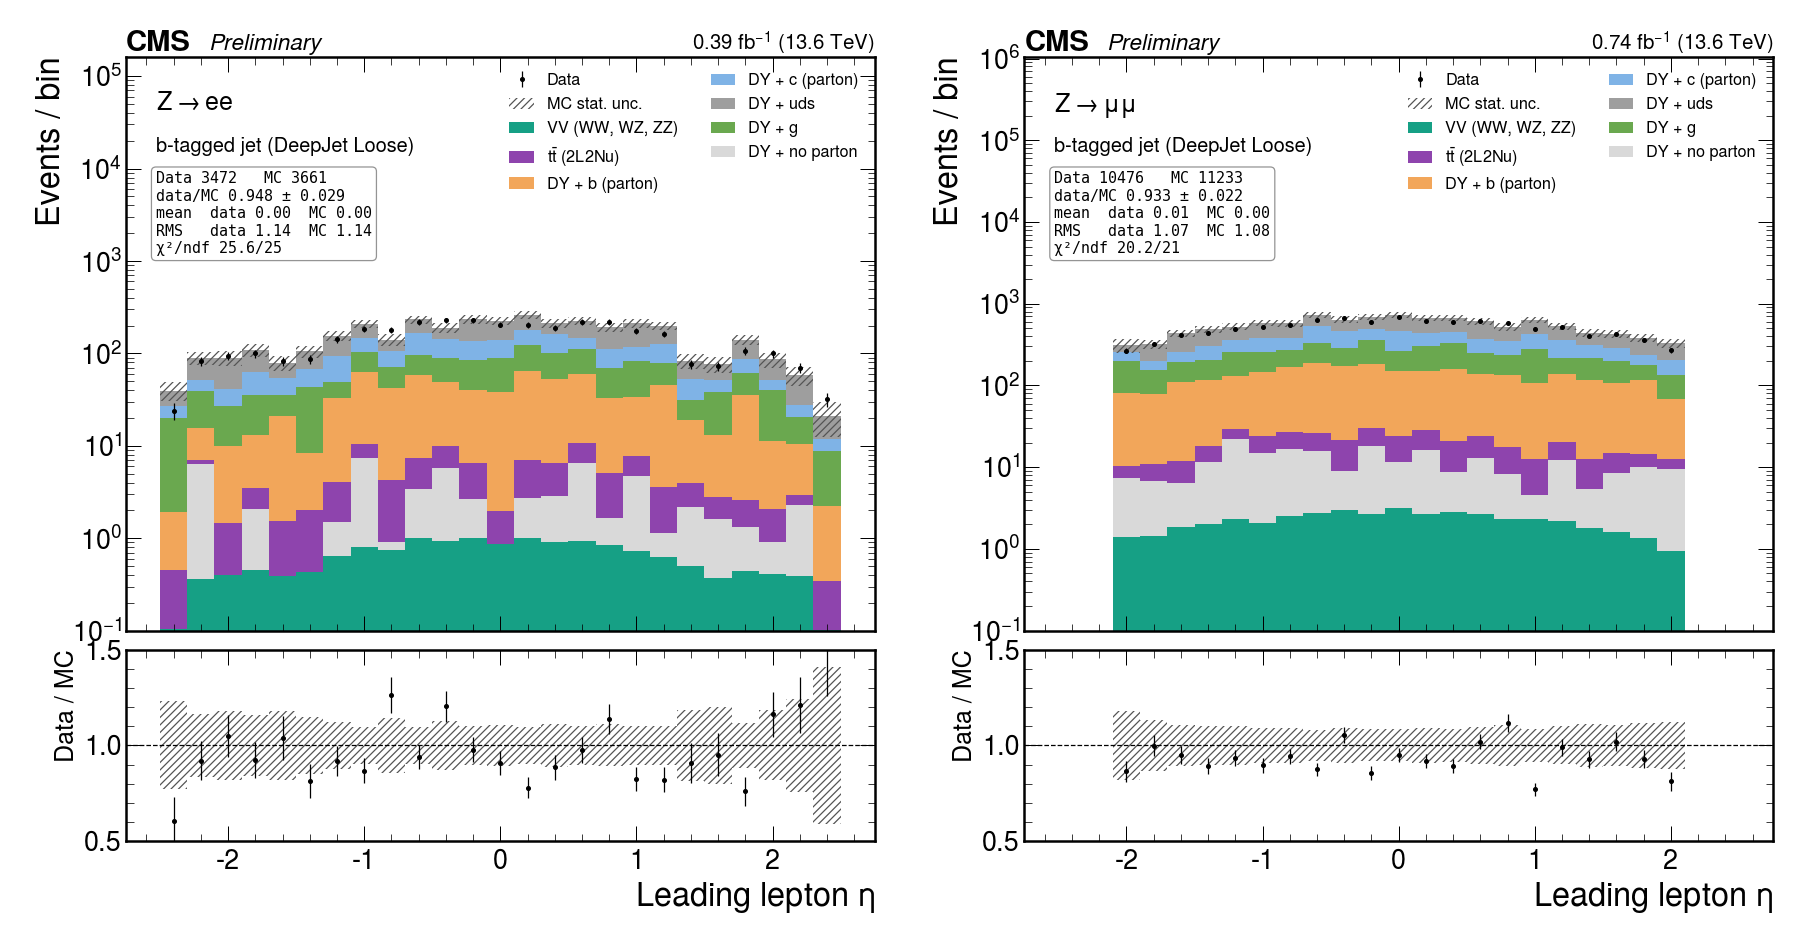 CMS Preliminary 0.39 fb⁻¹ (13.6 TeV)
Events / bin
10⁵
10⁴
10³
10²
10¹
10⁰
10⁻¹
Z → ee
b-tagged jet (DeepJet Loose)
Data 3472 MC 3661
data/MC 0.948 ± 0.029
mean data 0.00 MC 0.00
RMS data 1.14 MC 1.14
χ²/ndf 25.6/25
Data
MC stat. unc.
VV (WW, WZ, ZZ)
tt̄ (2L2Nu)
DY + b (parton)
DY + c (parton)
DY + uds
DY + g
DY + no parton
Data / MC
1.5
1.0
0.5
-2 -1 0 1 2
Leading lepton η
CMS Preliminary 0.74 fb⁻¹ (13.6 TeV)
Events / bin
10⁶
10⁵
10⁴
10³
10²
10¹
10⁰
10⁻¹
Z → μμ
b-tagged jet (DeepJet Loose)
Data 10476 MC 11233
data/MC 0.933 ± 0.022
mean data 0.01 MC 0.00
RMS data 1.07 MC 1.08
χ²/ndf 20.2/21
Data
MC stat. unc.
VV (WW, WZ, ZZ)
tt̄ (2L2Nu)
DY + b (parton)
DY + c (parton)
DY + uds
DY + g
DY + no parton
Data / MC
1.5
1.0
0.5
-2 -1 0 1 2
Leading lepton η